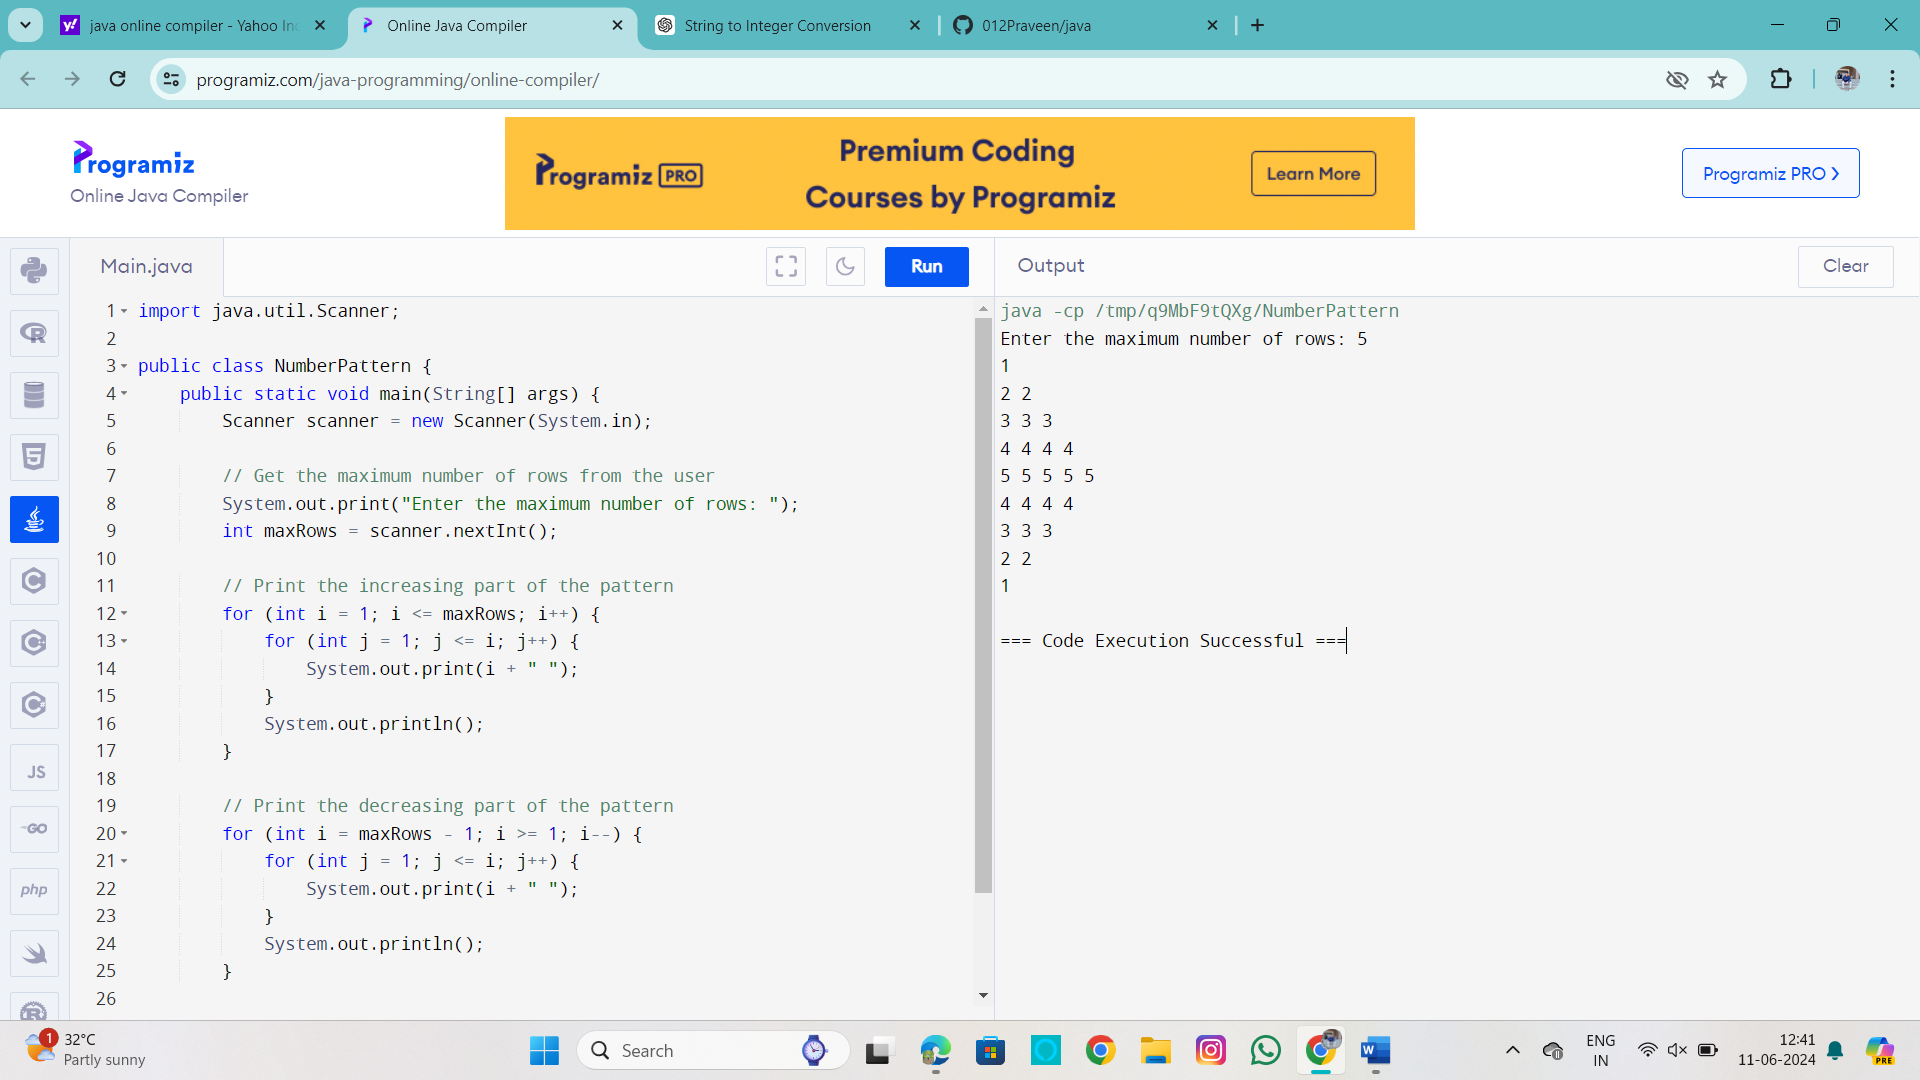 java online compiler - Yahoo In
Online Java Compiler
String to Integer Conversion
012Praveen/java
programiz.com/java-programming/online-compiler/
Programiz
Online Java Compiler
Programiz PRO
Premium Coding
Courses by Programiz
Learn More
Programiz PRO ❯
Main.java
Run
Output
Clear
1 import java.util.Scanner;
2
3 public class NumberPattern {
4     public static void main(String[] args) {
5         Scanner scanner = new Scanner(System.in);
6
7         // Get the maximum number of rows from the user
8         System.out.print("Enter the maximum number of rows: ");
9         int maxRows = scanner.nextInt();
10
11         // Print the increasing part of the pattern
12         for (int i = 1; i <= maxRows; i++) {
13             for (int j = 1; j <= i; j++) {
14                 System.out.print(i + " ");
15             }
16             System.out.println();
17         }
18
19         // Print the decreasing part of the pattern
20         for (int i = maxRows - 1; i >= 1; i--) {
21             for (int j = 1; j <= i; j++) {
22                 System.out.print(i + " ");
23             }
24             System.out.println();
25         }
26
java -cp /tmp/q9MbF9tQXg/NumberPattern
Enter the maximum number of rows: 5
1
2 2
3 3 3
4 4 4 4
5 5 5 5 5
4 4 4 4
3 3 3
2 2
1
=== Code Execution Successful ===
JS
GO
php
1
32°C
Partly sunny
Search
ENG
IN
12:41
11-06-2024
PRE